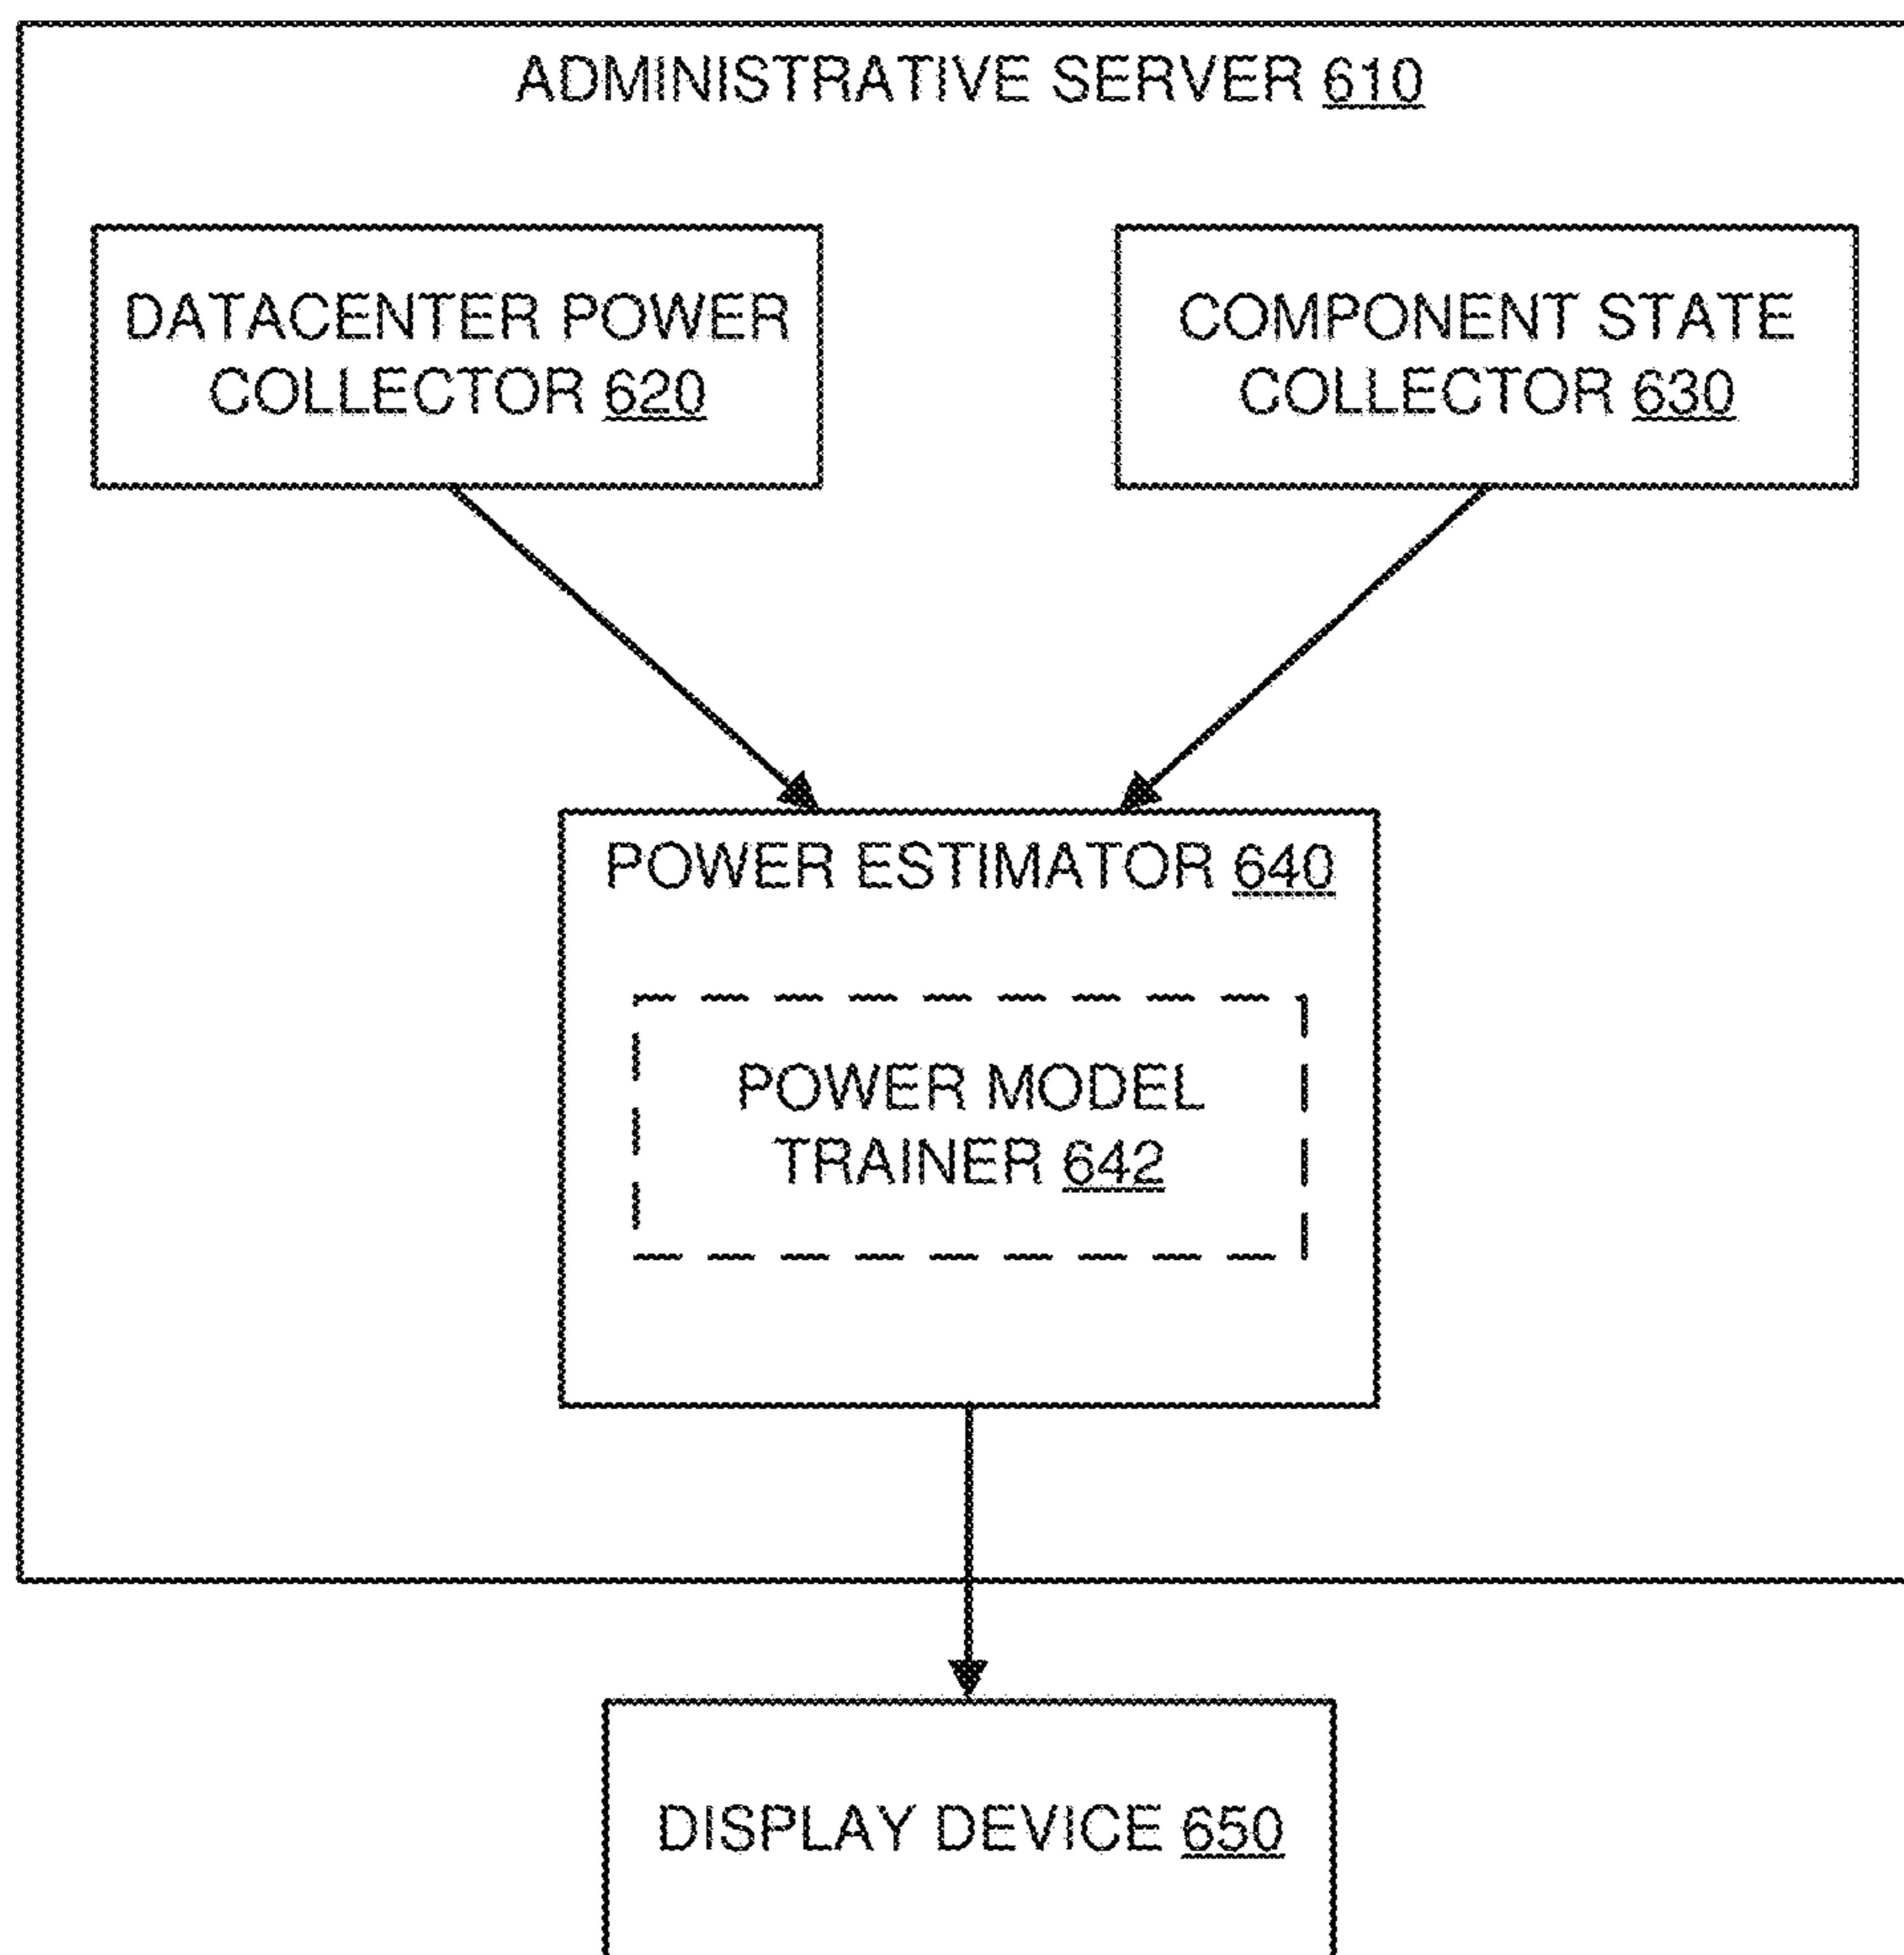 ADMINISTRATIVE SERVER 610
DATACENTER POWER
COLLECTOR 620
COMPONENT STATE
COLLECTOR 630
POWER ESTIMATOR 640
POWER MODEL
TRAINER 642
DISPLAY DEVICE 650